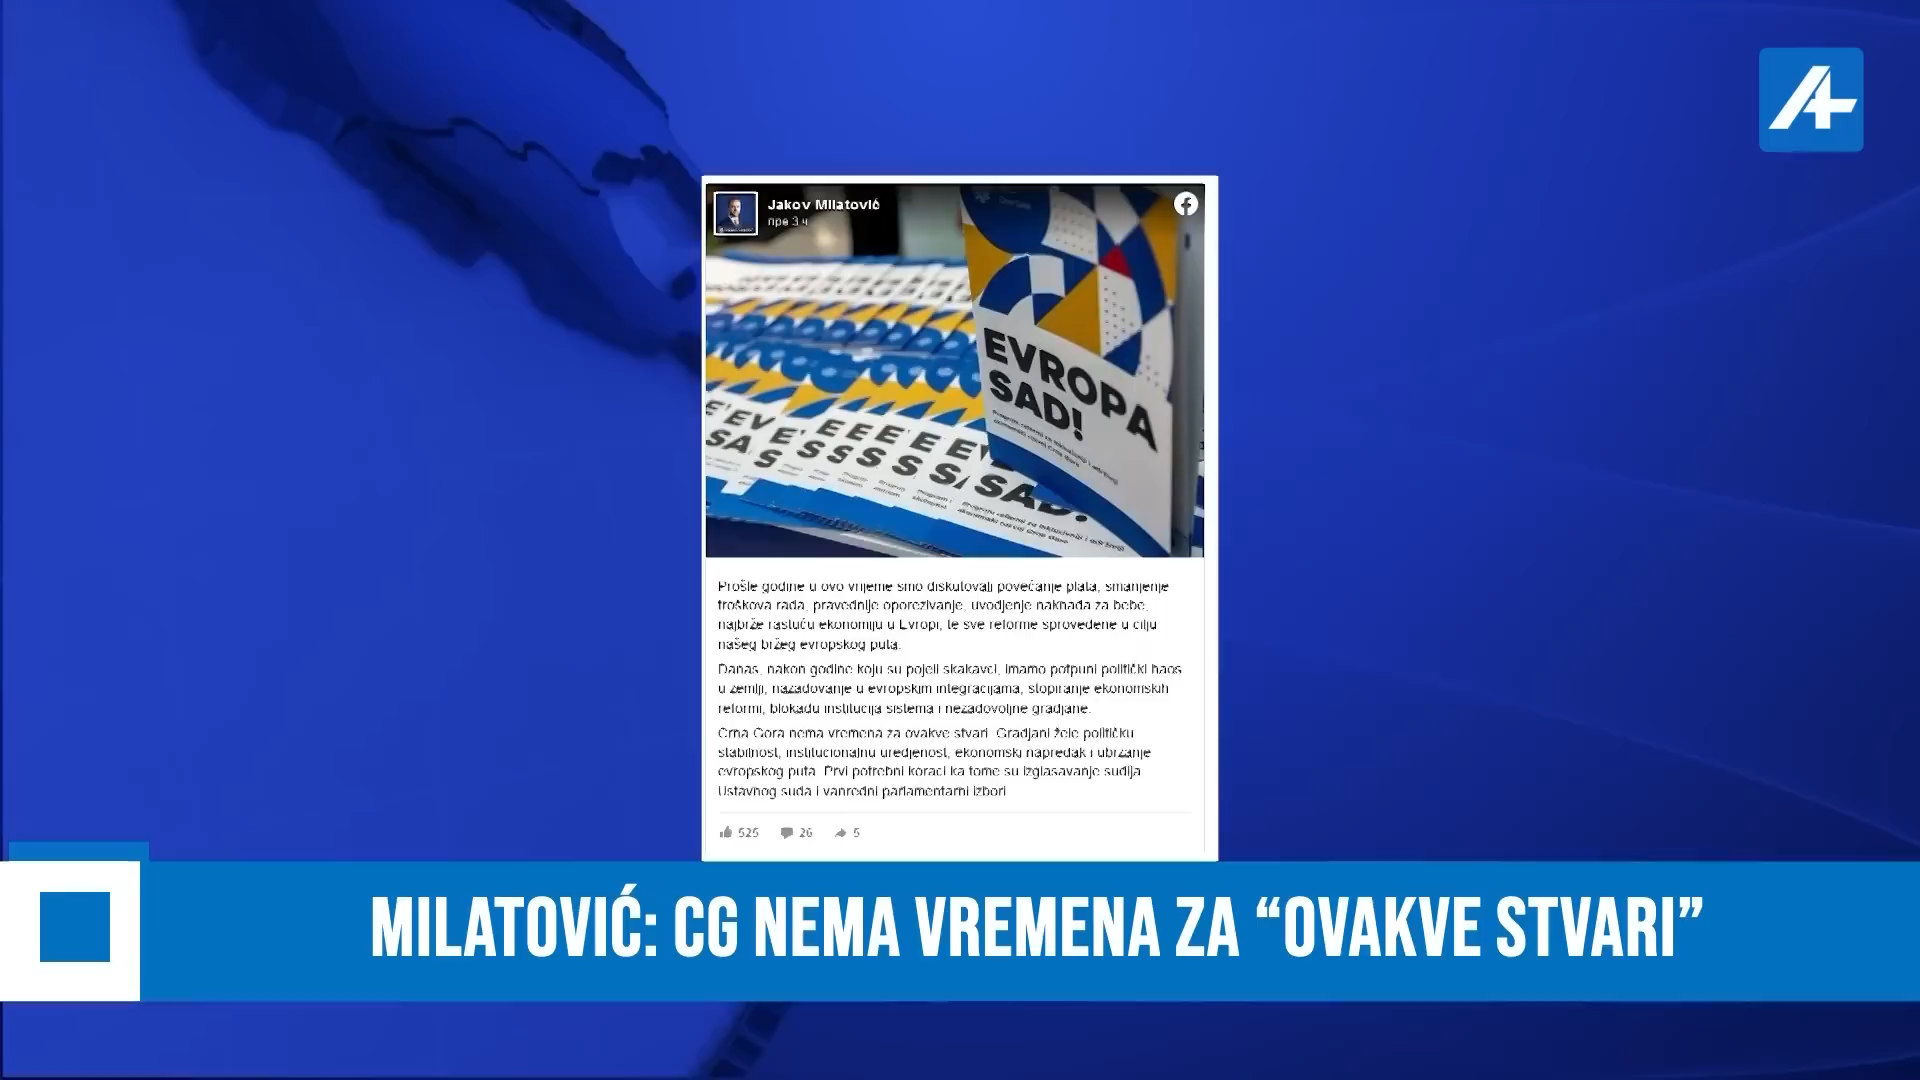 Jakov Milatović
пре 3 ч
EVROPA
SAD!
Prošle godine u ovo vrijeme smo diskutovali povećanje plata, smanjenje
troškova rada, pravednije oporezivanje, uvodjenje naknada za bebe,
najbrže rastuću ekonomiju u Evropi, te sve reforme sprovedene u cilju
našeg bržeg evropskog puta.
Danas, nakon godine koju su pojeli skakavci, imamo potpuni politički haos
u zemlji, nazadovanje u evropskim integracijama, stopiranje ekonomskih
reformi, blokadu institucija sistema i nezadovoljne gradjane.
Crna Gora nema vremena za ovakve stvari. Gradjani žele političku
stabilnost, institucionalnu uredjenost, ekonomski napredak i ubrzanje
evropskog puta. Prvi potrebni koraci ka tome su izglasavanje sudija
Ustavnog suda i vanredni parlamentarni izbori
525 26 5
MILATOVIĆ: CG NEMA VREMENA ZA “OVAKVE STVARI”